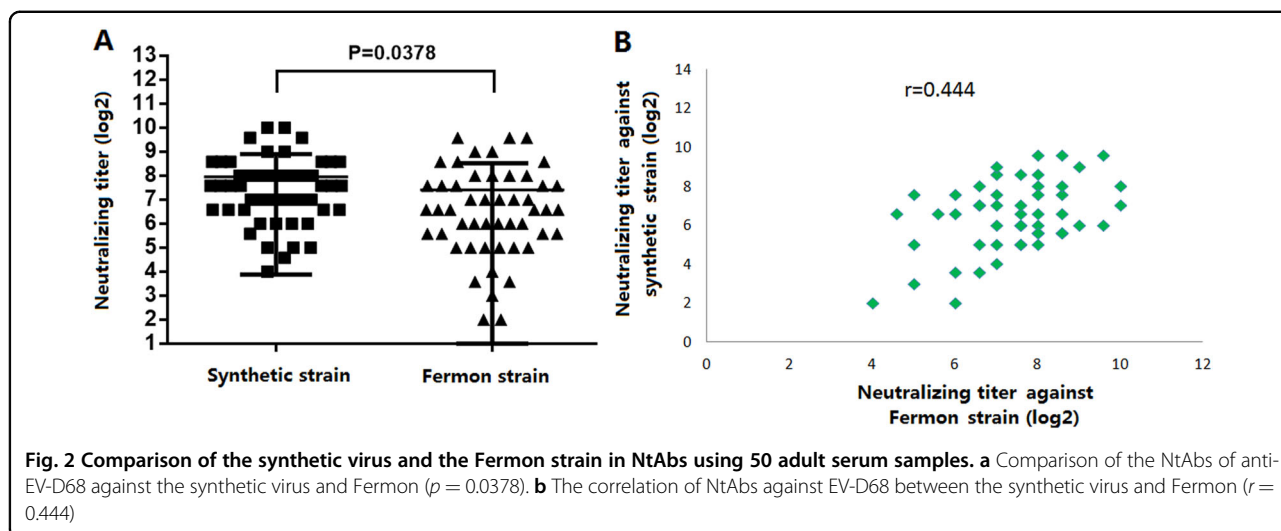 A
P=0.0378
13
12
11
10
9
8
7
6
5
4
3
2
1
Neutralizing titer (log2)
Synthetic strain
Fermon strain
B
r=0.444
14
12
10
8
6
4
2
0
Neutralizing titer against
synthetic strain (log2)
0 2 4 6 8 10 12
Neutralizing titer against
Fermon strain (log2)
Fig. 2 Comparison of the synthetic virus and the Fermon strain in NtAbs using 50 adult serum samples. a Comparison of the NtAbs of anti-
EV-D68 against the synthetic virus and Fermon (p = 0.0378). b The correlation of NtAbs against EV-D68 between the synthetic virus and Fermon (r =
0.444)